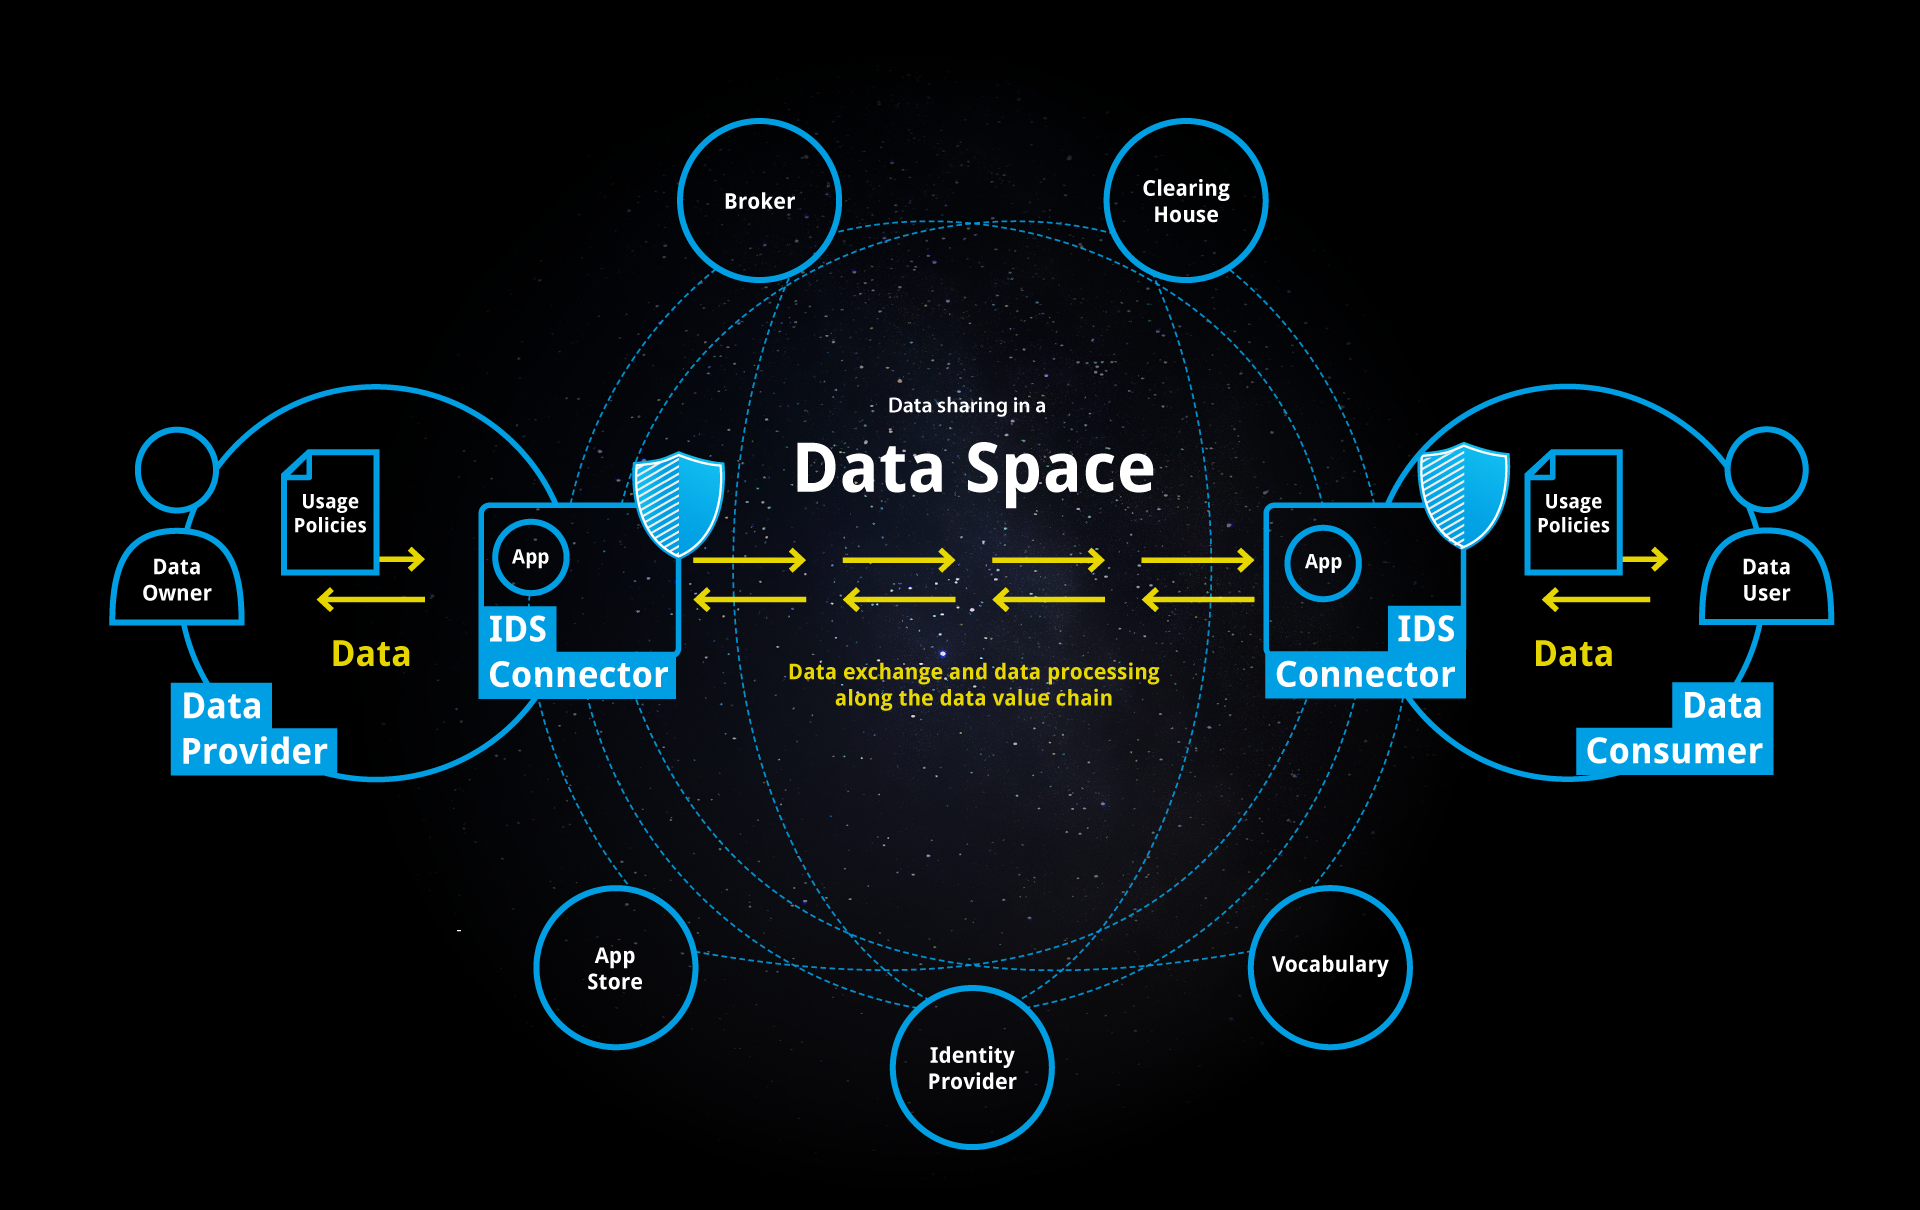 Broker
Clearing
House
Data sharing in a
Data Space
Usage
Policies
Data
Owner
App
IDS
Connector
Data
Data
Provider
Data exchange and data processing
along the data value chain
App
IDS
Connector
Usage
Policies
Data
User
Data
Data
Consumer
App
Store
Identity
Provider
Vocabulary